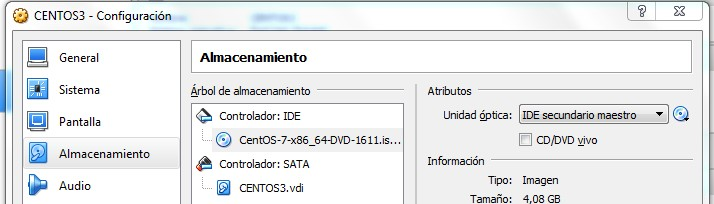 CENTOS3 - Configuración
General
Sistema
Pantalla
Almacenamiento
Audio
Almacenamiento
Árbol de almacenamiento
Controlador: IDE
CentOS-7-x86_64-DVD-1611.is...
Controlador: SATA
CENTOS3.vdi
Atributos
Unidad óptica: IDE secundario maestro
CD/DVD vivo
Información
Tipo: Imagen
Tamaño: 4,08 GB